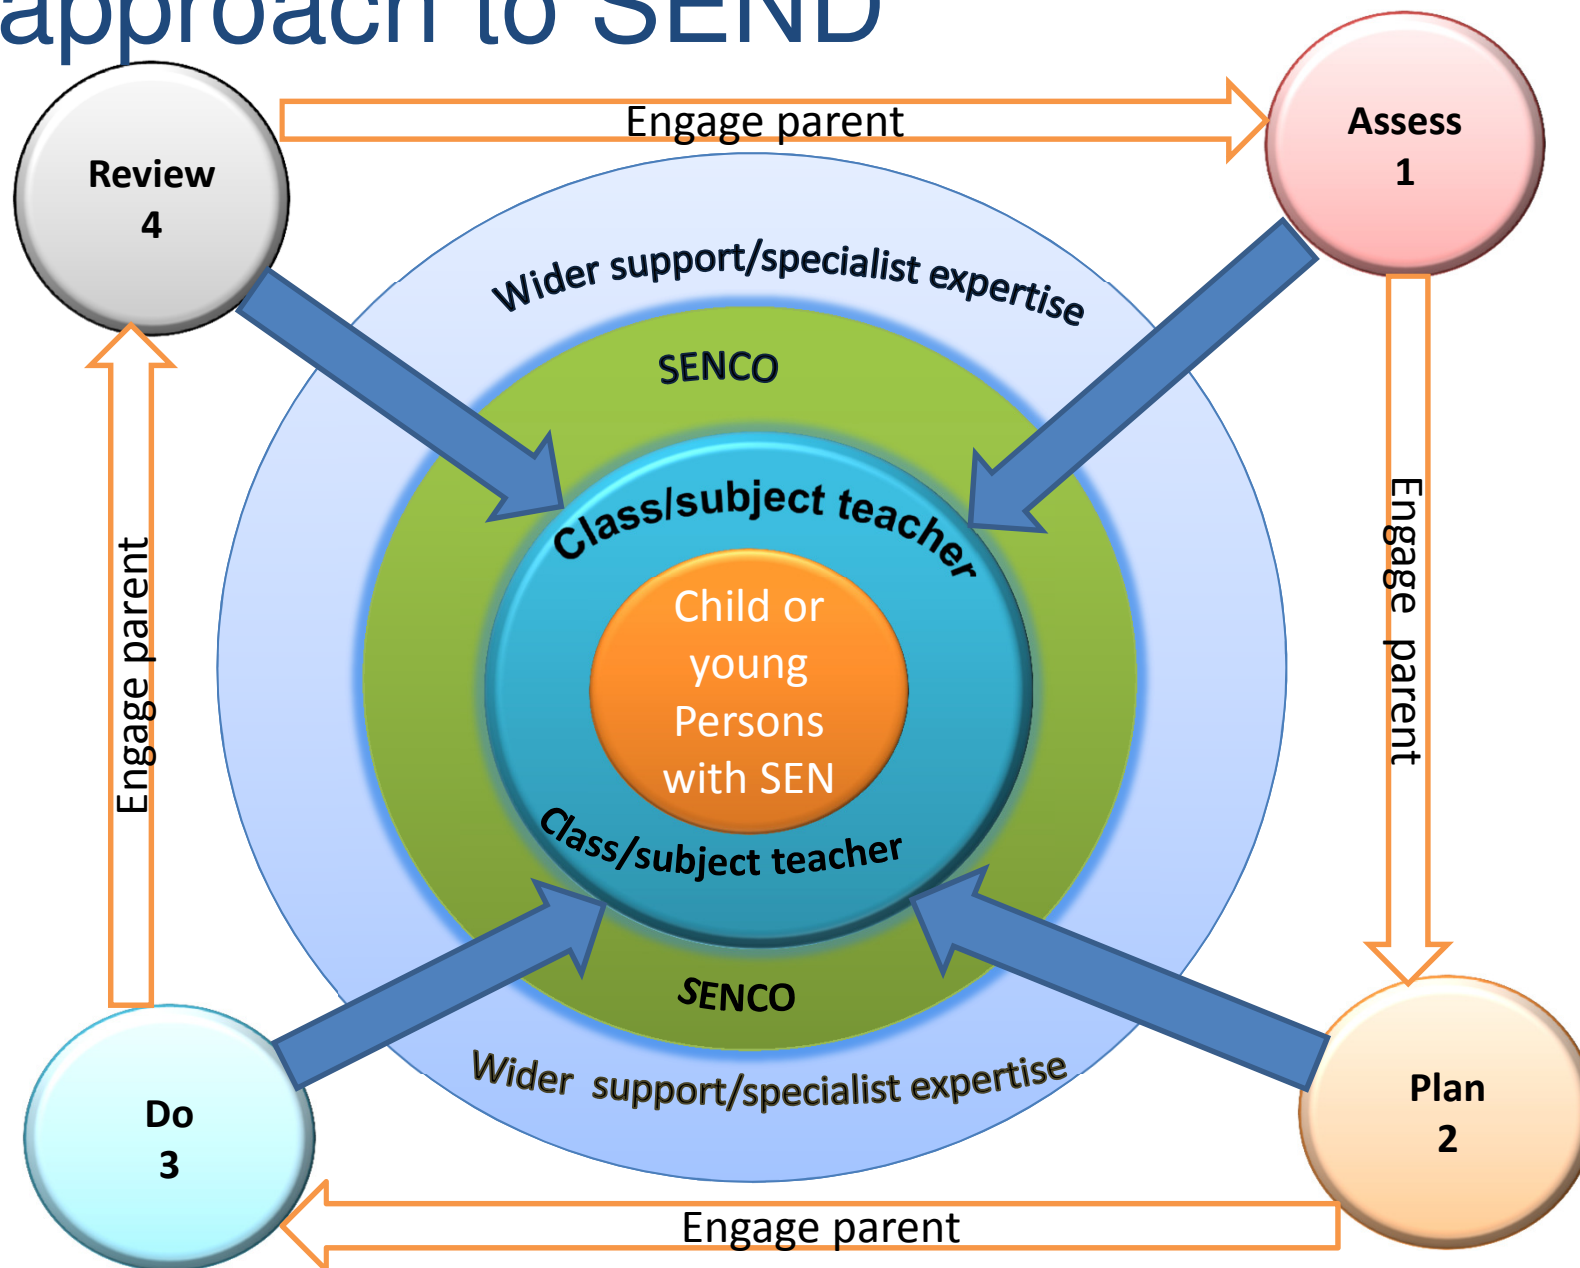 approach to SEND
Engage parent
Review
4
Assess
1
Wider support/specialist expertise
SENCO
Class/subject teacher
Child or
young
Persons
with SEN
Class/subject teacher
SENCO
Wider support/specialist expertise
Engage parent
Engage parent
Do
3
Plan
2
Engage parent